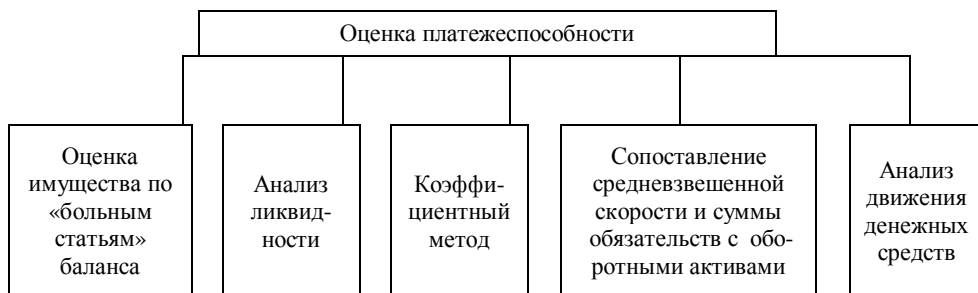 Оценка платежеспособности
Оценка
имущества по
«больным
статьям»
баланса
Анализ
ликвид-
ности
Коэффи-
циентный
метод
Сопоставление
средневзвешенной
скорости и суммы
обязательств с обо-
ротными активами
Анализ
движения
денежных
средств